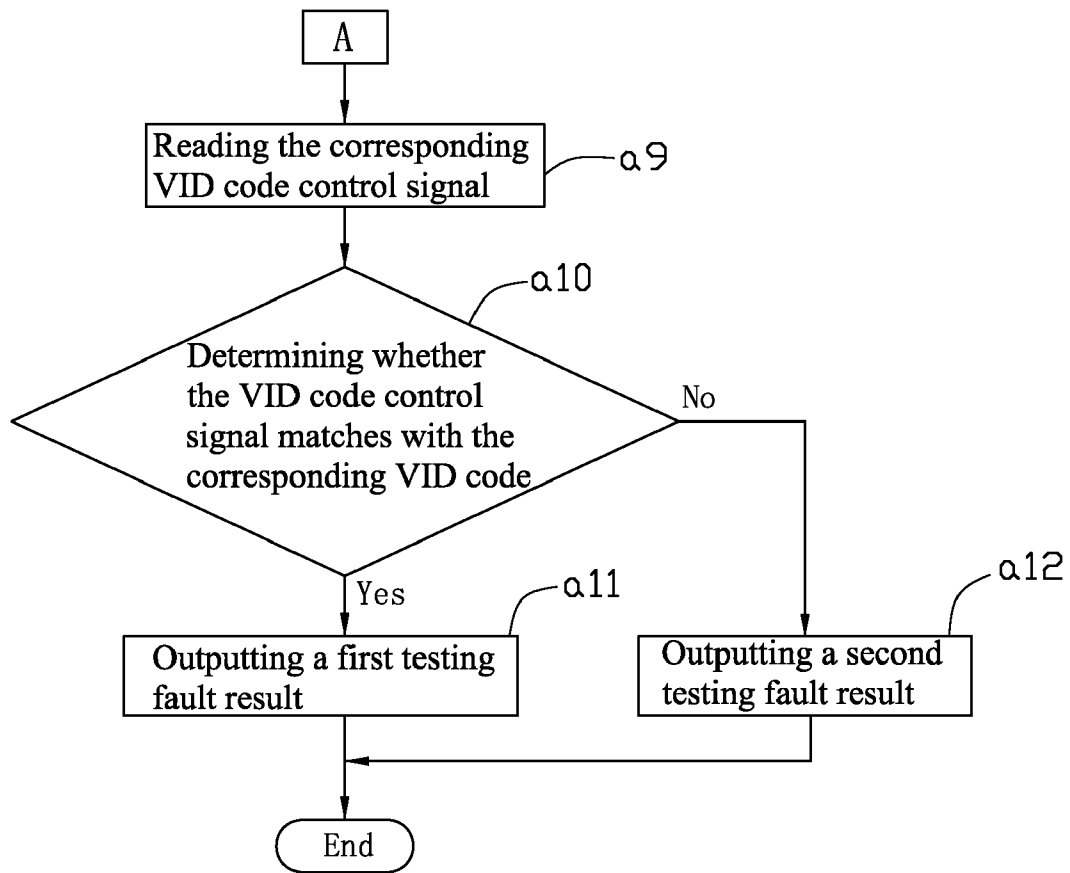 A
Reading the corresponding
VID code control signal
a9
a10
Determining whether
the VID code control
signal matches with the
corresponding VID code
No
Yes
a11
a12
Outputting a first testing
fault result
Outputting a second
testing fault result
End